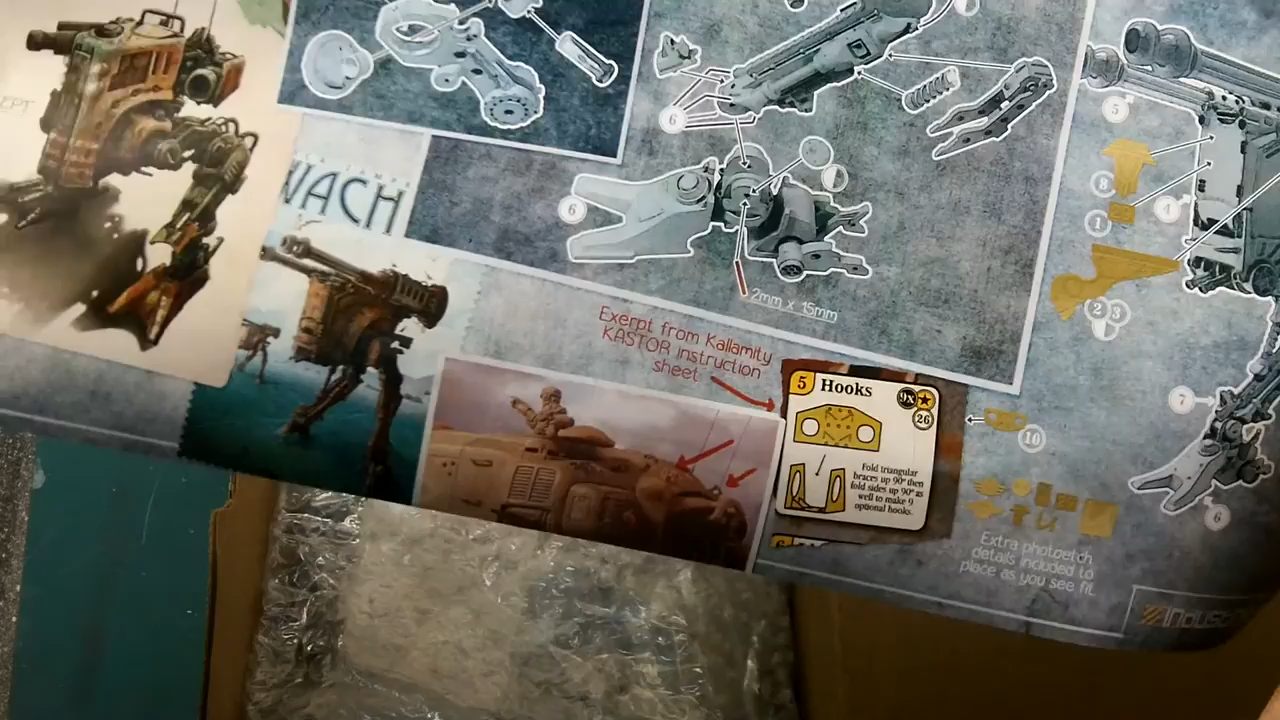 EPT
WACH
6
6
2mm x 15mm
5
8
1
4
2
3
7
6
Exerpt from Kallamity
KASTOR instruction
sheet
5 Hooks
9x
26
Fold triangular
braces up 90° then
fold sides up 90° as
well to make 9
optional hooks.
10
Extra photoetch
details included to
place as you see fit.